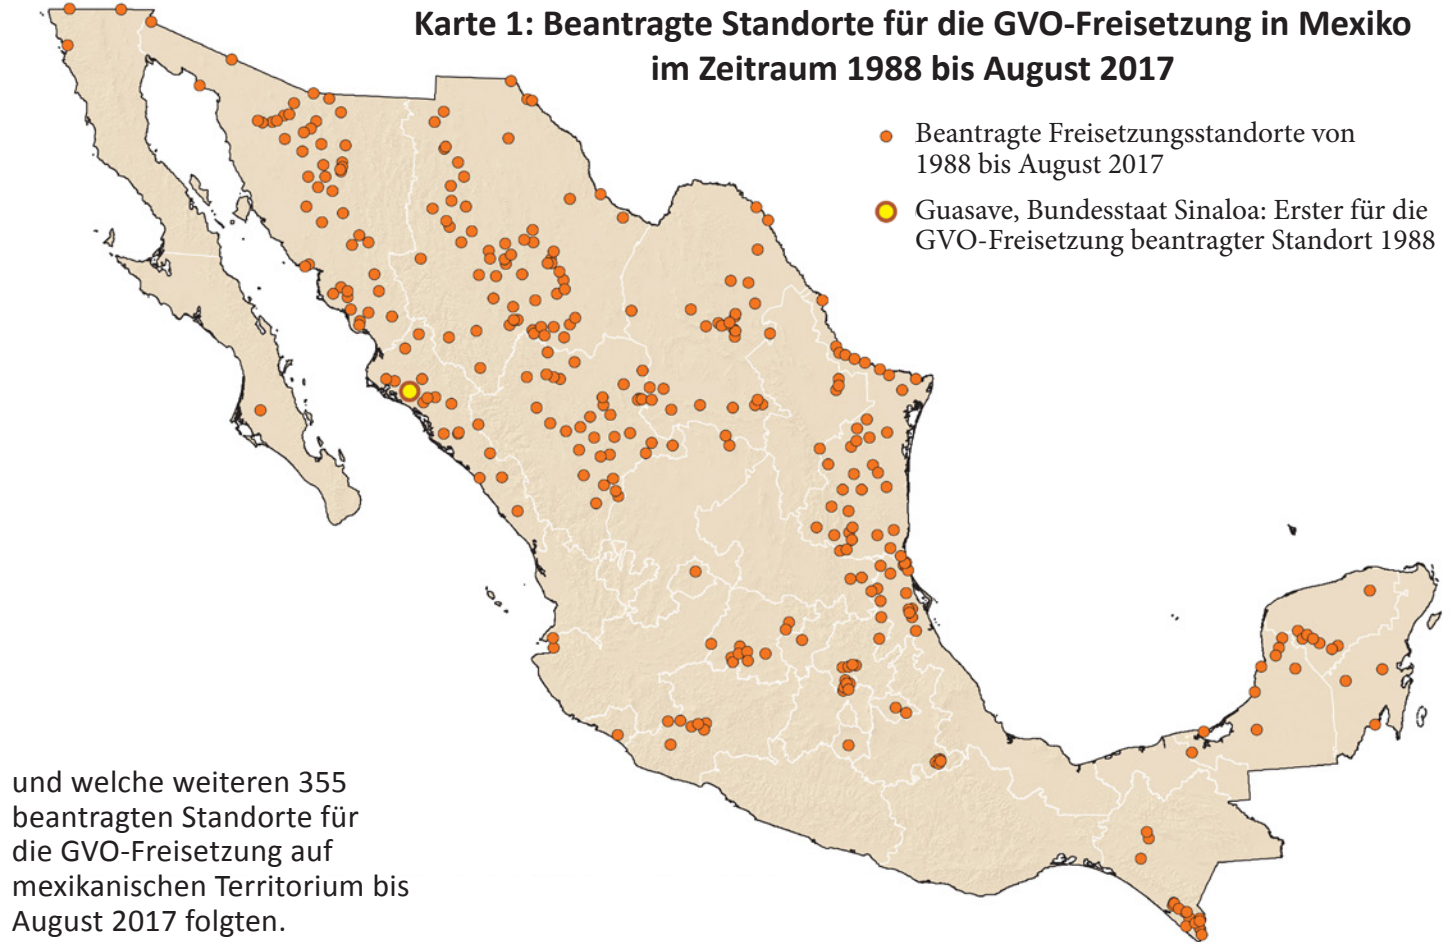 Karte 1: Beantragte Standorte für die GVO-Freisetzung in Mexiko
im Zeitraum 1988 bis August 2017
Beantragte Freisetzungsstandorte von
1988 bis August 2017
Guasave, Bundesstaat Sinaloa: Erster für die
GVO-Freisetzung beantragter Standort 1988
und welche weiteren 355
beantragten Standorte für
die GVO-Freisetzung auf
mexikanischen Territorium bis
August 2017 folgten.